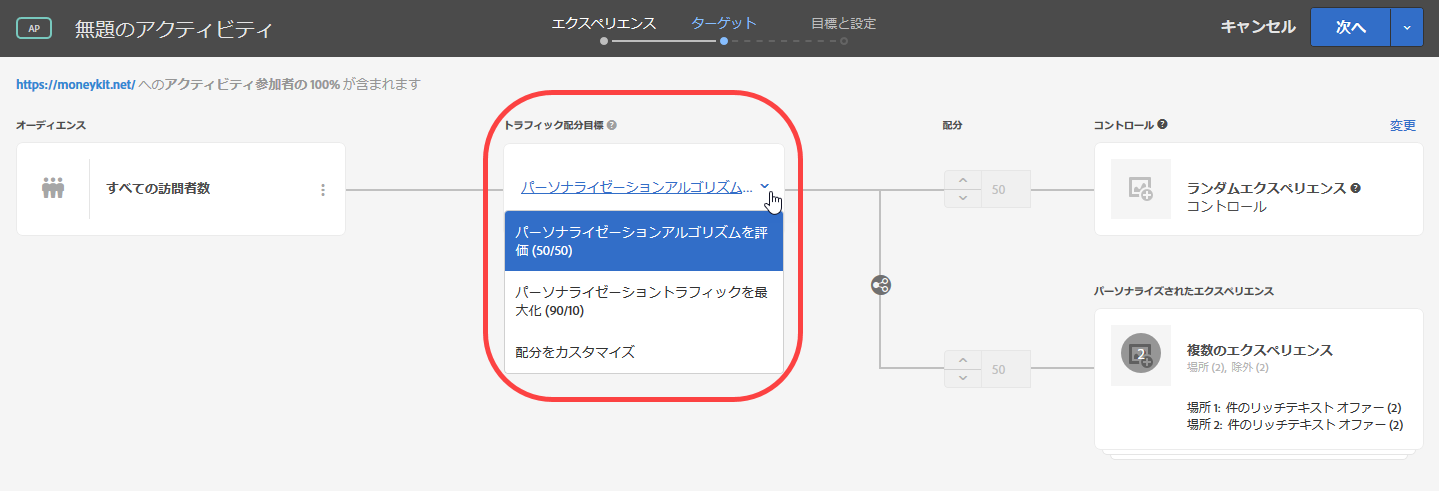 AP
無題のアクティビティ
エクスペリエンス
ターゲット
目標と設定
キャンセル
次へ
https://moneykit.net/ へのアクティビティ参加者の 100% が含まれます
オーディエンス
トラフィック配分目標
配分
コントロール
変更
すべての訪問者数
パーソナライゼーションアルゴリズム...
50
ランダムエクスペリエンス
コントロール
パーソナライゼーションアルゴリズムを評
価 (50/50)
パーソナライゼーショントラフィックを最
大化 (90/10)
配分をカスタマイズ
パーソナライズされたエクスペリエンス
50
2
複数のエクスペリエンス
場所 (2), 除外 (2)
場所 1: 件のリッチテキスト オファー (2)
場所 2: 件のリッチテキスト オファー (2)